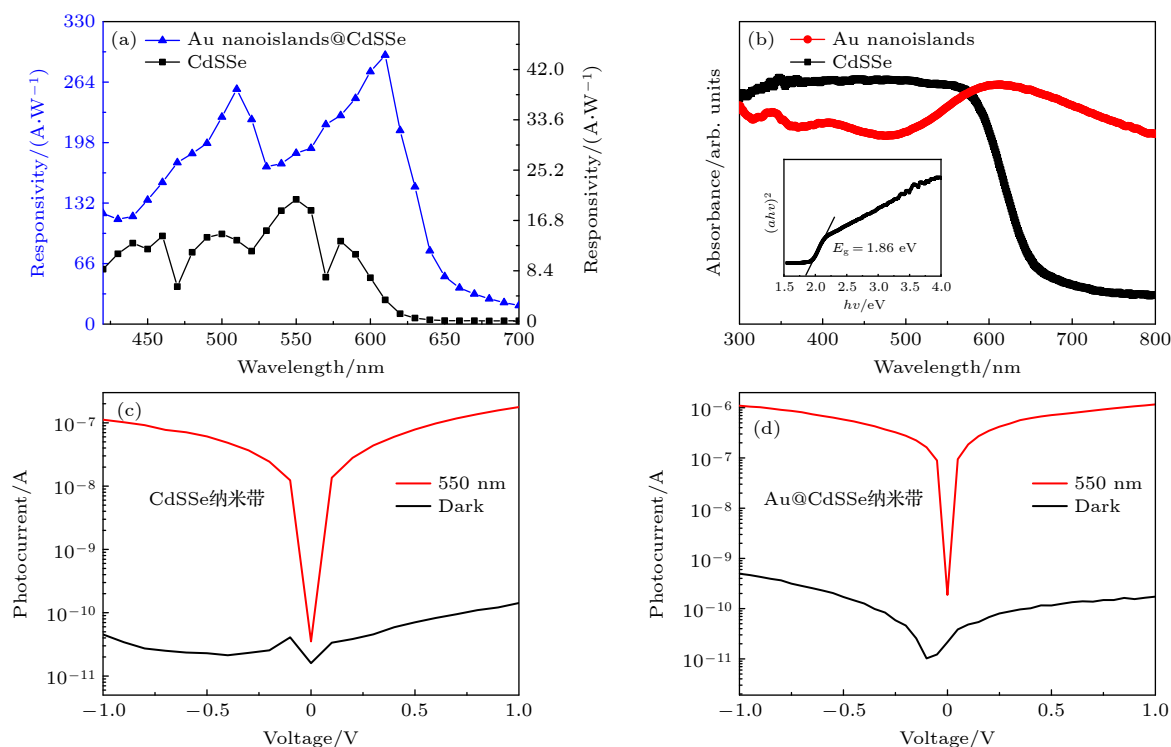 (a)
Au nanoislands@CdSSe
CdSSe
330
264
198
132
66
0
Responsivity/(A·W⁻¹)
42.0
33.6
25.2
16.8
8.4
0
Responsivity/(A·W⁻¹)
450 500 550 600 650 700
Wavelength/nm
(b)
Au nanoislands
CdSSe
Absorbance/arb. units
(ahv)²
E_g = 1.86 eV
1.5 2.0 2.5 3.0 3.5 4.0
hv/eV
300 400 500 600 700 800
Wavelength/nm
(c)
10⁻⁷
10⁻⁸
10⁻⁹
10⁻¹⁰
10⁻¹¹
Photocurrent/A
CdSSe纳米带
550 nm
Dark
−1.0 −0.5 0 0.5 1.0
Voltage/V
(d)
10⁻⁶
10⁻⁷
10⁻⁸
10⁻⁹
10⁻¹⁰
10⁻¹¹
Photocurrent/A
Au@CdSSe纳米带
550 nm
Dark
−1.0 −0.5 0 0.5 1.0
Voltage/V